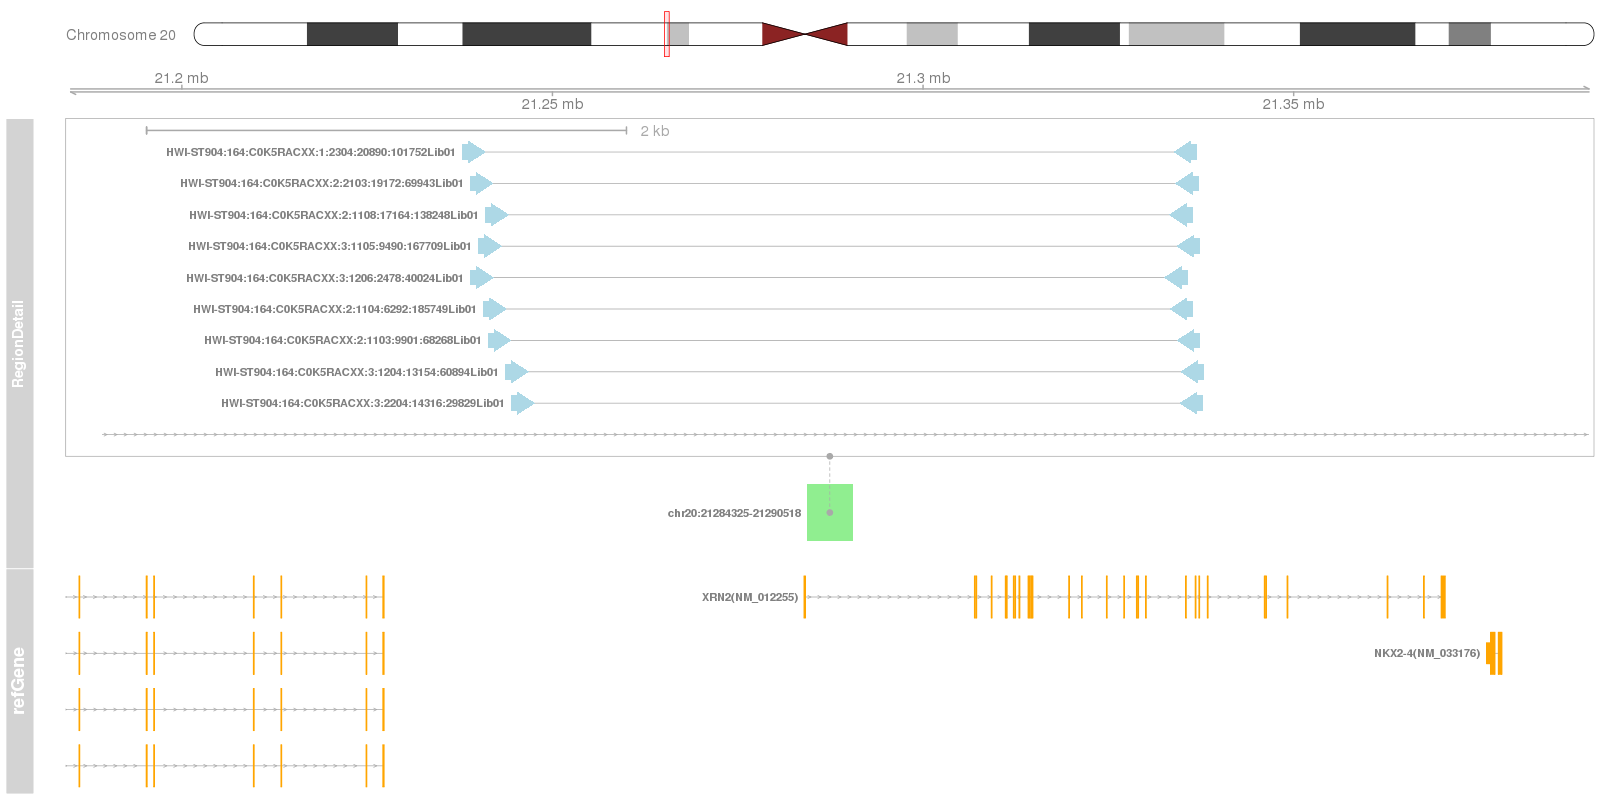 Chromosome 20
21.2 mb
21.3 mb
21.25 mb
21.35 mb
2 kb
HWI-ST904:164:C0K5RACXX:1:2304:20890:101752Lib01
HWI-ST904:164:C0K5RACXX:2:2103:19172:69943Lib01
HWI-ST904:164:C0K5RACXX:2:1108:17164:138248Lib01
HWI-ST904:164:C0K5RACXX:3:1105:9490:167709Lib01
HWI-ST904:164:C0K5RACXX:3:1206:2478:40024Lib01
HWI-ST904:164:C0K5RACXX:2:1104:6292:185749Lib01
HWI-ST904:164:C0K5RACXX:2:1103:9901:68268Lib01
HWI-ST904:164:C0K5RACXX:3:1204:13154:60894Lib01
HWI-ST904:164:C0K5RACXX:3:2204:14316:29829Lib01
RegionDetail
chr20:21284325-21290518
XRN2(NM_012255)
NKX2-4(NM_033176)
refGene